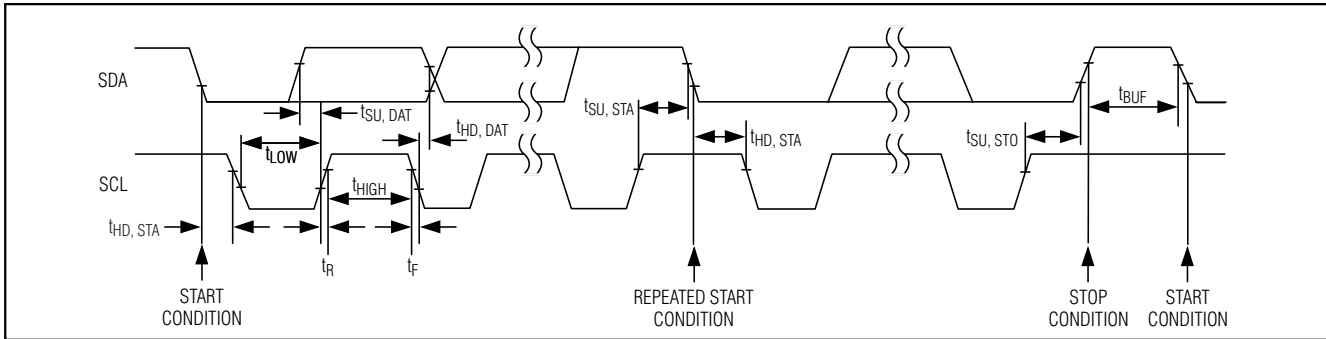 SDA
tSU, DAT
tHD, DAT
tLOW
tSU, STA
tHD, STA
tSU, STO
tBUF
SCL
tHIGH
tHD, STA
tR
tF
START
CONDITION
REPEATED START
CONDITION
STOP
CONDITION
START
CONDITION